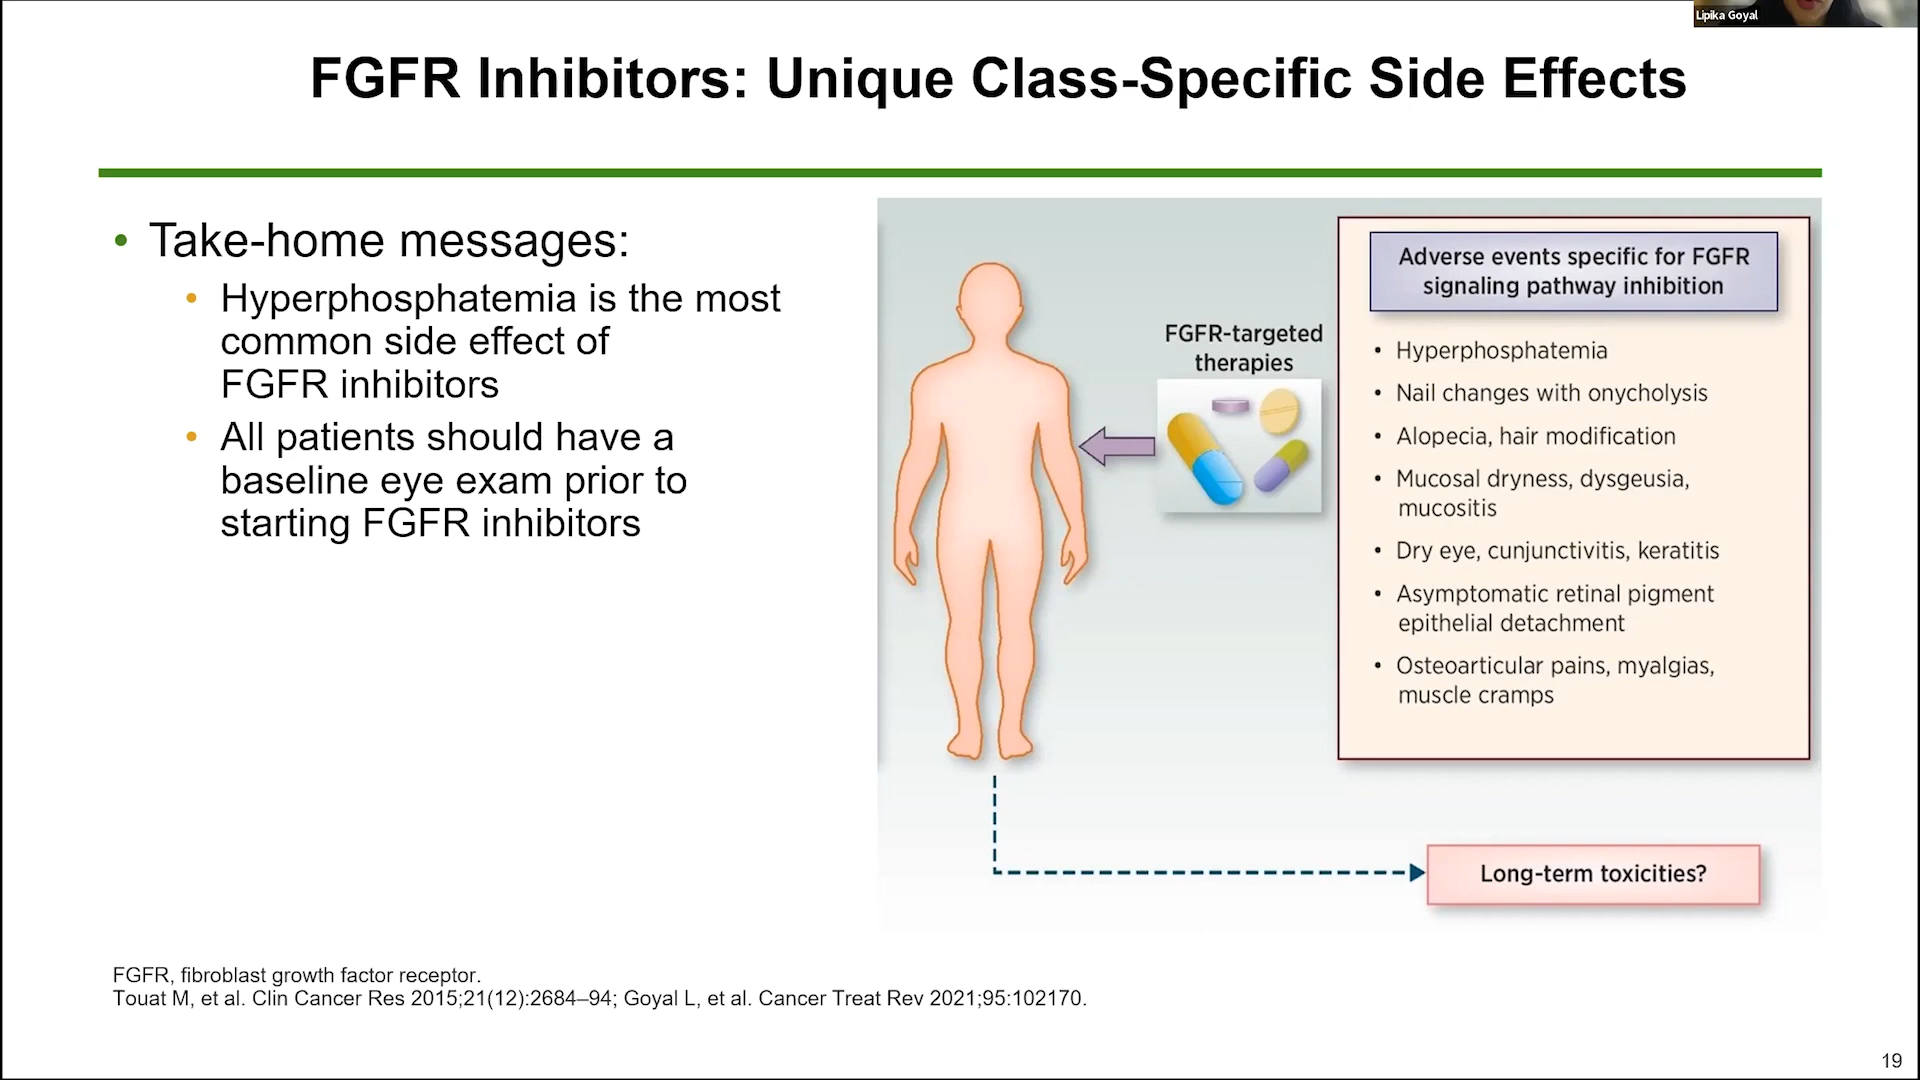 Lipika Goyal
FGFR Inhibitors: Unique Class-Specific Side Effects
• Take-home messages:
• Hyperphosphatemia is the most
common side effect of
FGFR inhibitors
• All patients should have a
baseline eye exam prior to
starting FGFR inhibitors
FGFR-targeted
therapies
Adverse events specific for FGFR
signaling pathway inhibition
• Hyperphosphatemia
• Nail changes with onycholysis
• Alopecia, hair modification
• Mucosal dryness, dysgeusia,
mucositis
• Dry eye, cunjunctivitis, keratitis
• Asymptomatic retinal pigment
epithelial detachment
• Osteoarticular pains, myalgias,
muscle cramps
Long-term toxicities?
FGFR, fibroblast growth factor receptor.
Touat M, et al. Clin Cancer Res 2015;21(12):2684–94; Goyal L, et al. Cancer Treat Rev 2021;95:102170.
19